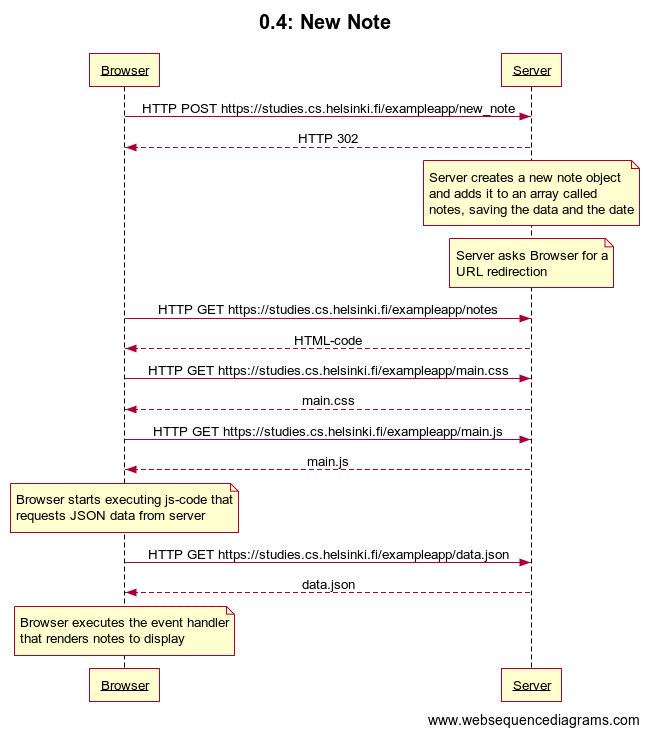 0.4: New Note
Browser
Server
HTTP POST https://studies.cs.helsinki.fi/exampleapp/new_note
HTTP 302
Server creates a new note object
and adds it to an array called
notes, saving the data and the date
Server asks Browser for a
URL redirection
HTTP GET https://studies.cs.helsinki.fi/exampleapp/notes
HTML-code
HTTP GET https://studies.cs.helsinki.fi/exampleapp/main.css
main.css
HTTP GET https://studies.cs.helsinki.fi/exampleapp/main.js
main.js
Browser starts executing js-code that
requests JSON data from server
HTTP GET https://studies.cs.helsinki.fi/exampleapp/data.json
data.json
Browser executes the event handler
that renders notes to display
Browser
Server
www.websequencediagrams.com